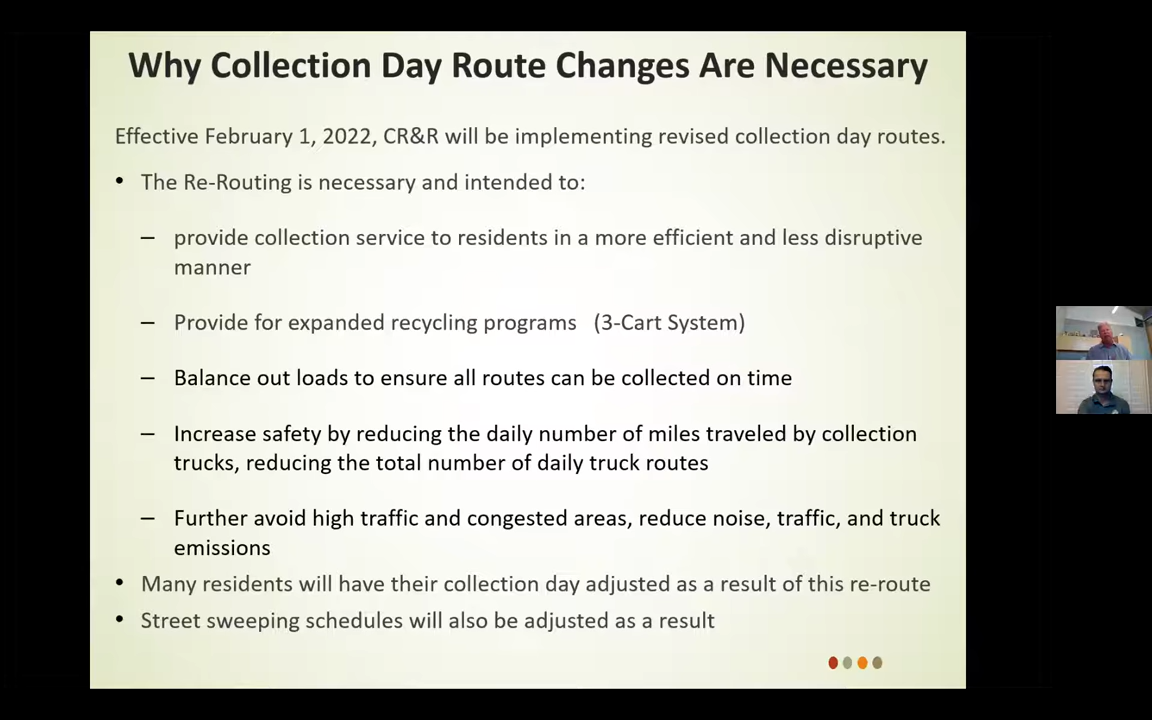 Why Collection Day Route Changes Are Necessary
Effective February 1, 2022, CR&R will be implementing revised collection day routes.
• The Re-Routing is necessary and intended to:
– provide collection service to residents in a more efficient and less disruptive
manner
– Provide for expanded recycling programs (3-Cart System)
– Balance out loads to ensure all routes can be collected on time
– Increase safety by reducing the daily number of miles traveled by collection
trucks, reducing the total number of daily truck routes
– Further avoid high traffic and congested areas, reduce noise, traffic, and truck
emissions
• Many residents will have their collection day adjusted as a result of this re-route
• Street sweeping schedules will also be adjusted as a result